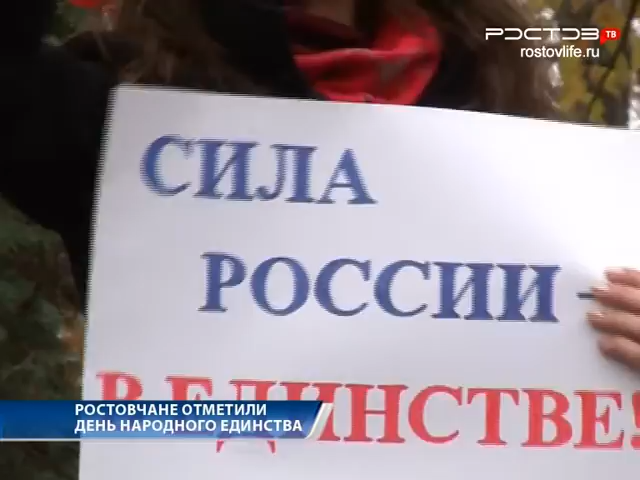 РОСТОВ ТВ
rostovlife.ru
СИЛА
РОССИИ -
В ЕДИНСТВЕ!
РОСТОВЧАНЕ ОТМЕТИЛИ
ДЕНЬ НАРОДНОГО ЕДИНСТВА